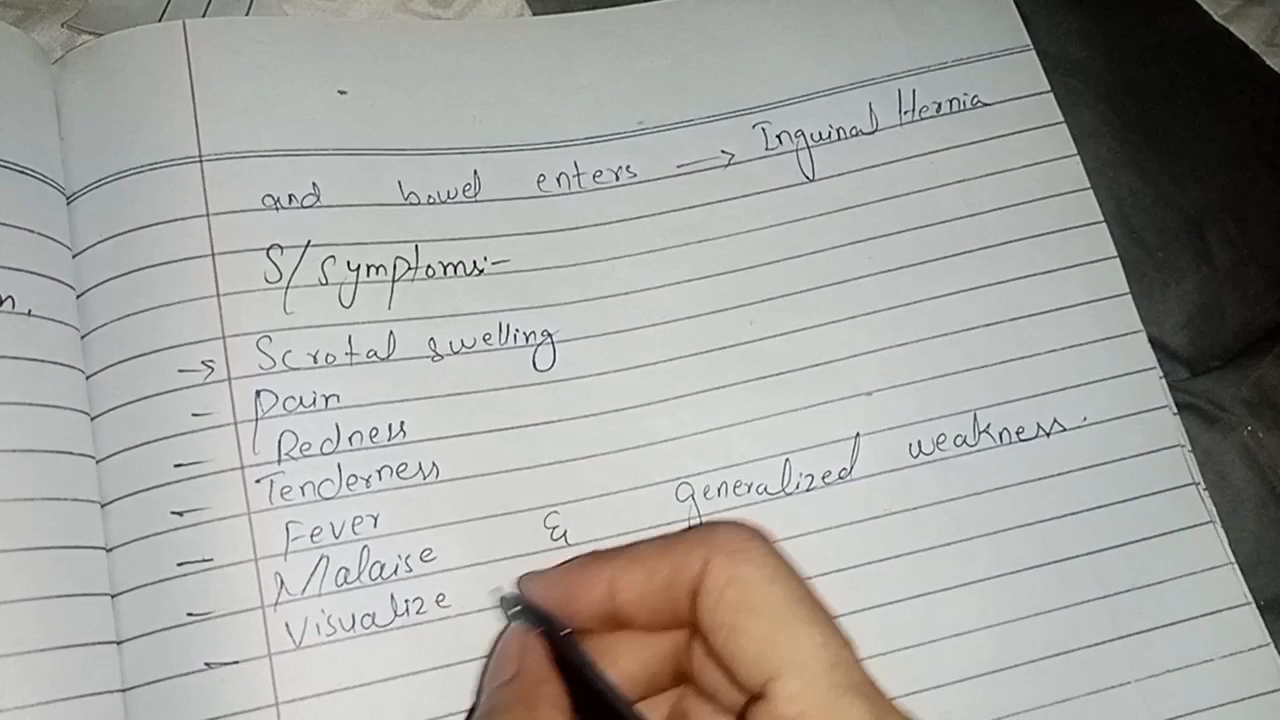 and bowel enters → Inguinal Hernia
S/Symptoms:-
→ Scrotal swelling
- Pain
- Redness
- Tenderness
- Fever
- Malaise & generalized weakness.
- Visualize
n.